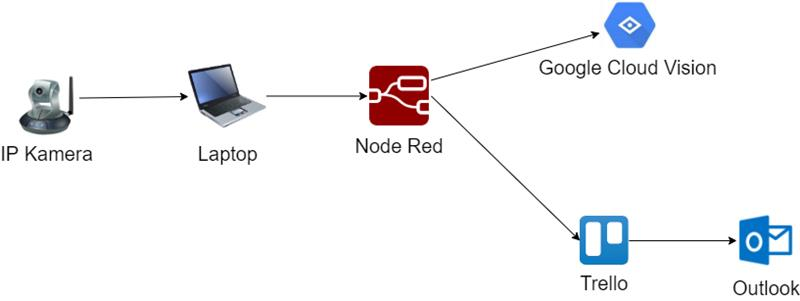 Google Cloud Vision
IP Kamera
Laptop
Node Red
Trello
Outlook